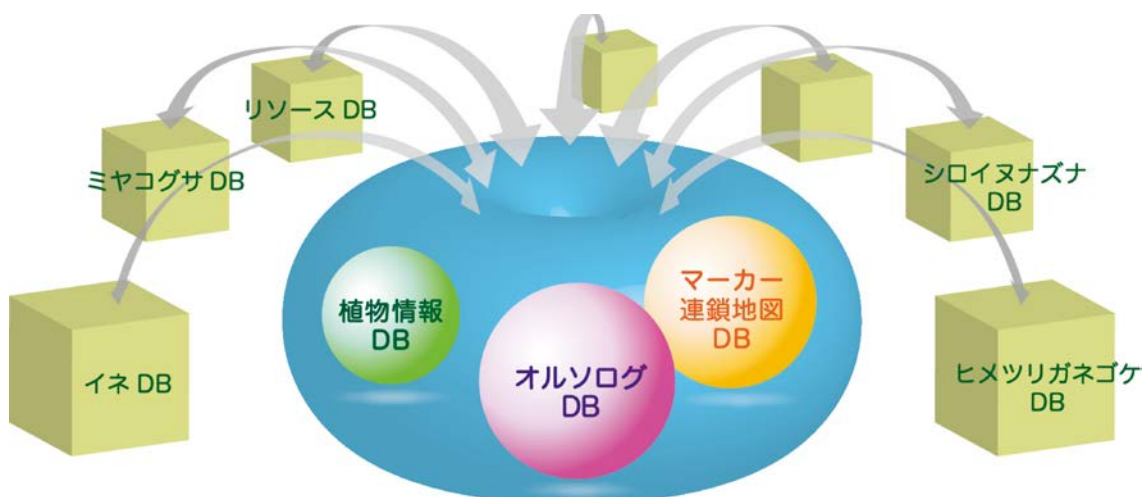 リソース DB
ミヤコグサ DB
イネ DB
シロイヌナズナ
DB
ヒメツリガネゴケ
DB
植物情報
DB
オルソログ
DB
マーカー
連鎖地図
DB